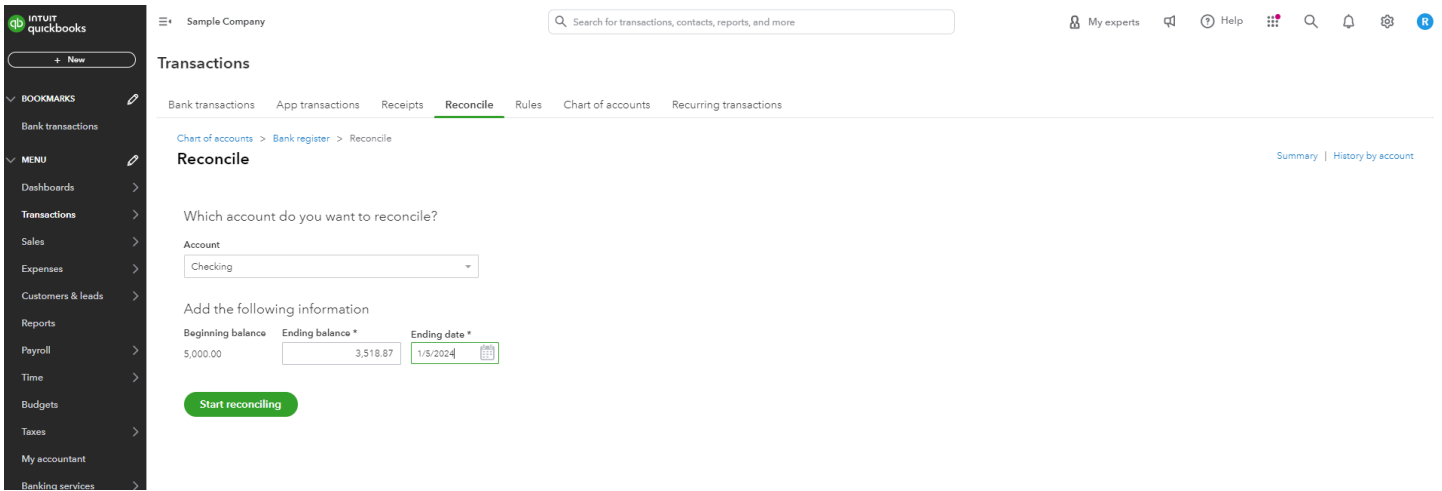 qb INTUIT quickbooks
Sample Company
Search for transactions, contacts, reports, and more
My experts
Help
R
+ New
Transactions
BOOKMARKS
Bank transactions
Bank transactions App transactions Receipts Reconcile Rules Chart of accounts Recurring transactions
Chart of accounts > Bank register > Reconcile
MENU
Reconcile
Summary | History by account
Dashboards
Transactions
Sales
Expenses
Customers & leads
Reports
Payroll
Time
Budgets
Taxes
My accountant
Banking services
Which account do you want to reconcile?
Account
Checking
Add the following information
Beginning balance Ending balance * Ending date *
5,000.00 3,518.87 1/5/2024
Start reconciling